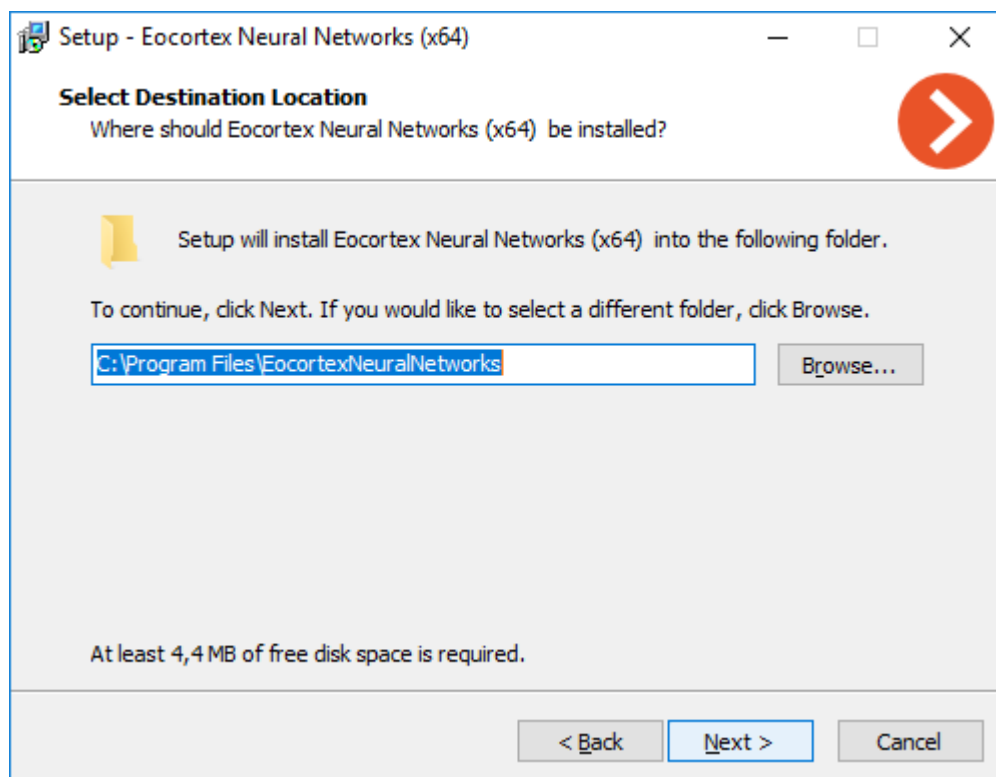 Setup - Eocortex Neural Networks (x64)
Select Destination Location
Where should Eocortex Neural Networks (x64)  be installed?
Setup will install Eocortex Neural Networks (x64)  into the following folder.
To continue, click Next. If you would like to select a different folder, click Browse.
C:\Program Files\EocortexNeuralNetworks
Browse...
At least 4,4 MB of free disk space is required.
< Back
Next >
Cancel